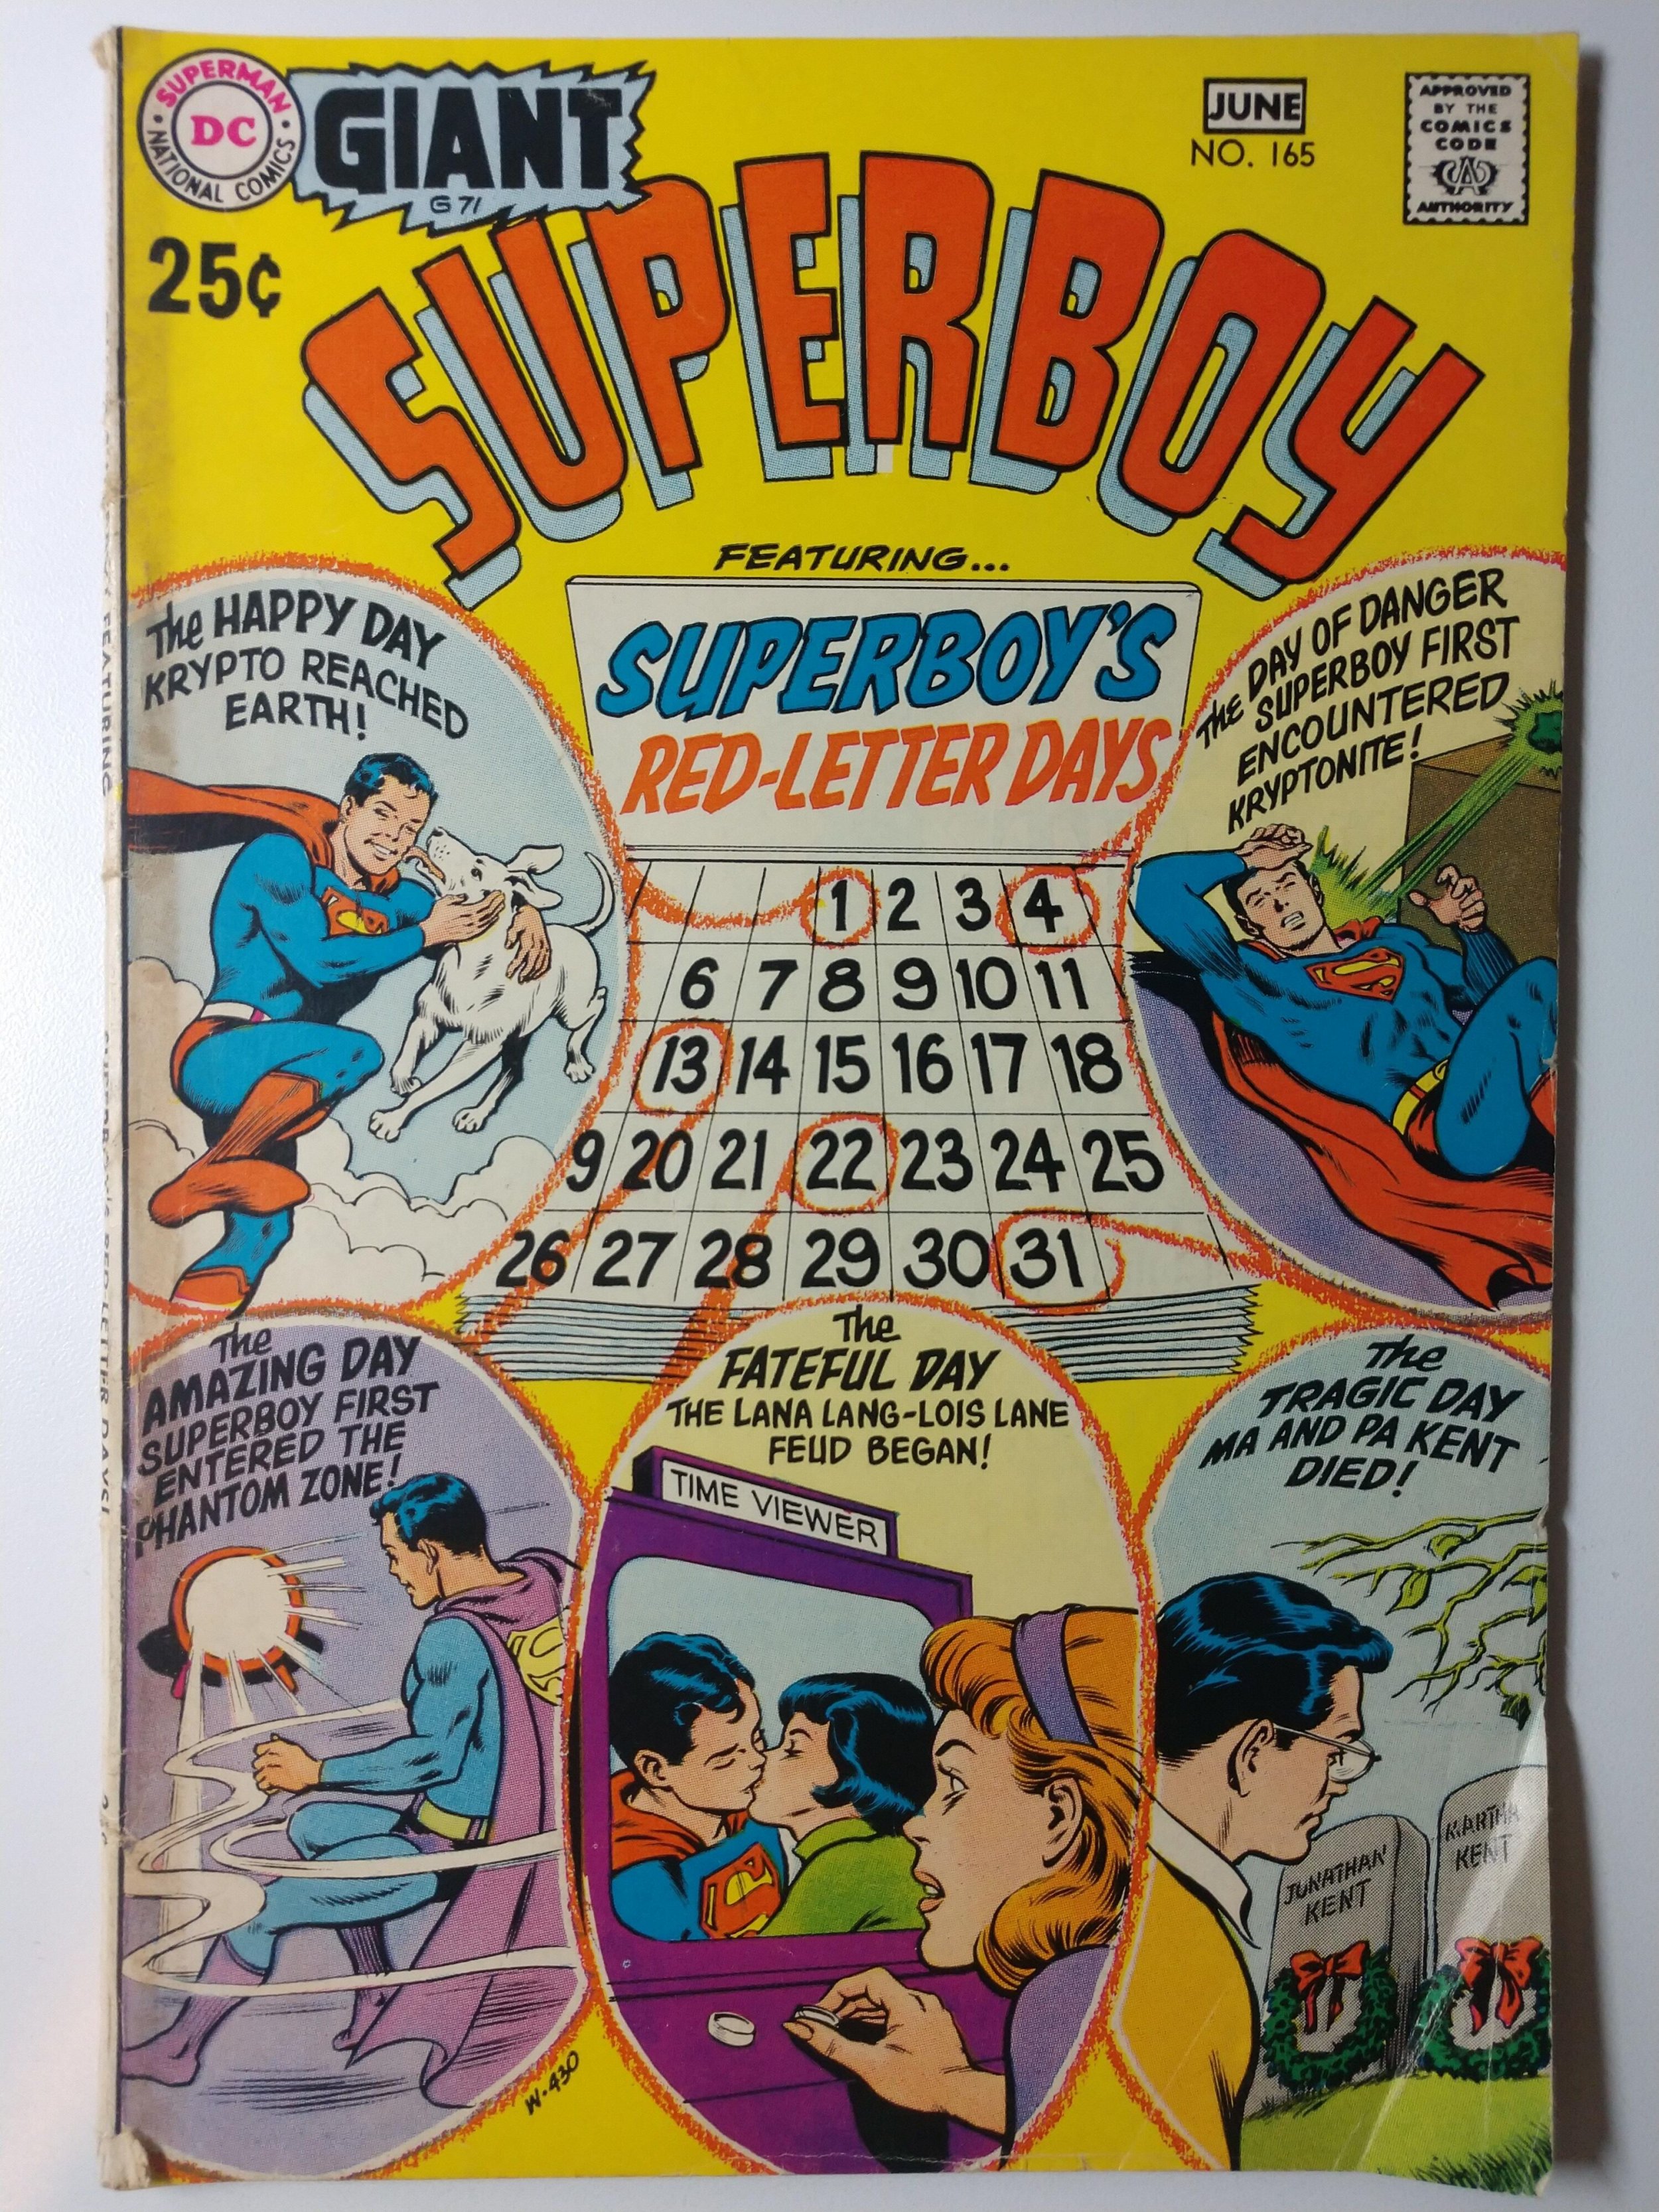 SUPERMAN
DC
NATIONAL COMICS
GIANT
G 71
JUNE
NO. 165
APPROVED
BY THE
COMICS
CODE
AUTHORITY
25¢
SUPERBOY
FEATURING...
SUPERBOY'S
RED-LETTER DAYS
The HAPPY DAY
KRYPTO REACHED
EARTH!
The DAY OF DANGER
SUPERBOY FIRST
ENCOUNTERED
KRYPTONITE!
1 2 3 4
6 7 8 9 10 11
13 14 15 16 17 18
9 20 21 22 23 24 25
26 27 28 29 30 31
The
AMAZING DAY
SUPERBOY FIRST
ENTERED THE
PHANTOM ZONE!
The
FATEFUL DAY
THE LANA LANG-LOIS LANE
FEUD BEGAN!
TIME VIEWER
The
TRAGIC DAY
MA AND PA KENT
DIED!
JONATHAN
KENT
MARTHA
KENT
W-430
FEATURING